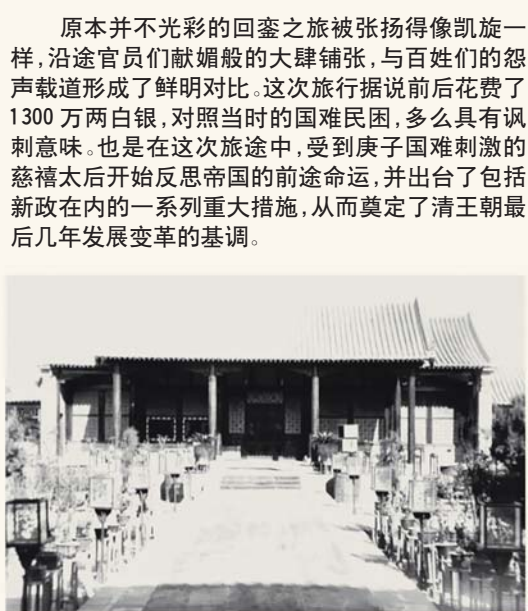 原本并不光彩的回銮之旅被张扬得像凯旋一
样,沿途官员们献媚般的大肆铺张,与百姓们的怨
声载道形成了鲜明对比。这次旅行据说前后花费了
1300 万两白银,对照当时的国难民困,多么具有讽
刺意味。也是在这次旅途中,受到庚子国难刺激的
慈禧太后开始反思帝国的前途命运,并出台了包括
新政在内的一系列重大措施,从而奠定了清王朝最
后几年发展变革的基调。